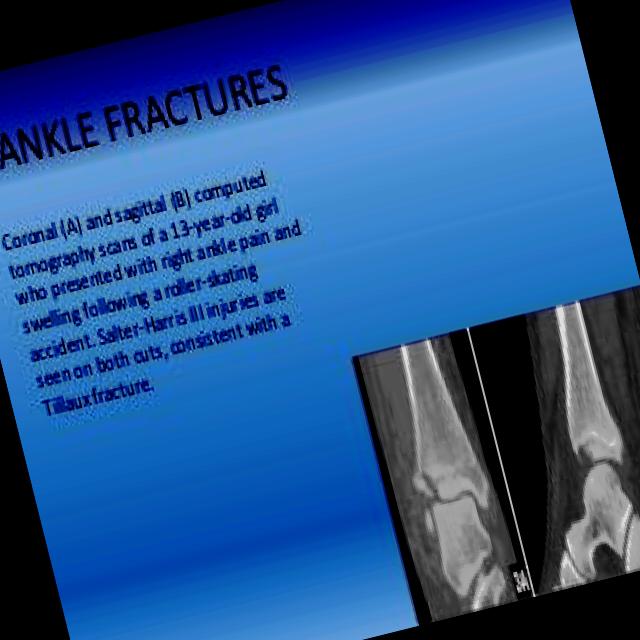 ANKLE FRACTURES
Coronal (A) and sagittal (B) computed
tomography scans of a 13-year-old girl
who presented with right ankle pain and
swelling following a roller-skating
accident. Salter-Harris III injuries are
seen on both cuts, consistent with a
Tillaux fracture.